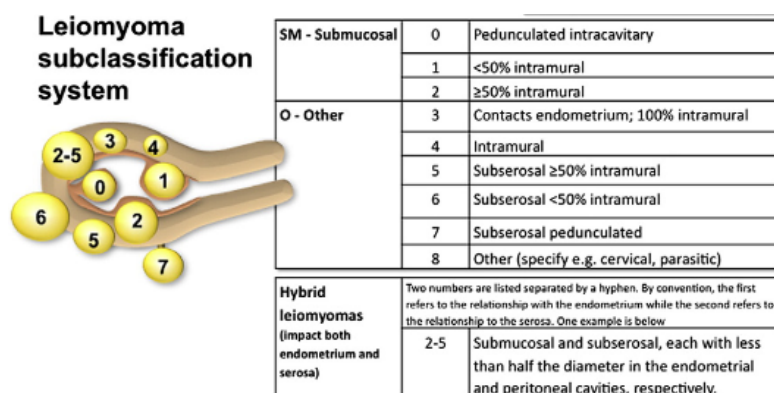 Leiomyoma
subclassification
system
3
4
2-5
0
1
6
2
5
7
SM - Submucosal
0
Pedunculated intracavitary
1
<50% intramural
2
≥50% intramural
O - Other
3
Contacts endometrium; 100% intramural
4
Intramural
5
Subserosal ≥50% intramural
6
Subserosal <50% intramural
7
Subserosal pedunculated
8
Other (specify e.g. cervical, parasitic)
Hybrid
leiomyomas
(impact both
endometrium and
serosa)
Two numbers are listed separated by a hyphen. By convention, the first
refers to the relationship with the endometrium while the second refers to
the relationship to the serosa. One example is below
2-5
Submucosal and subserosal, each with less
than half the diameter in the endometrial
and peritoneal cavities, respectively.